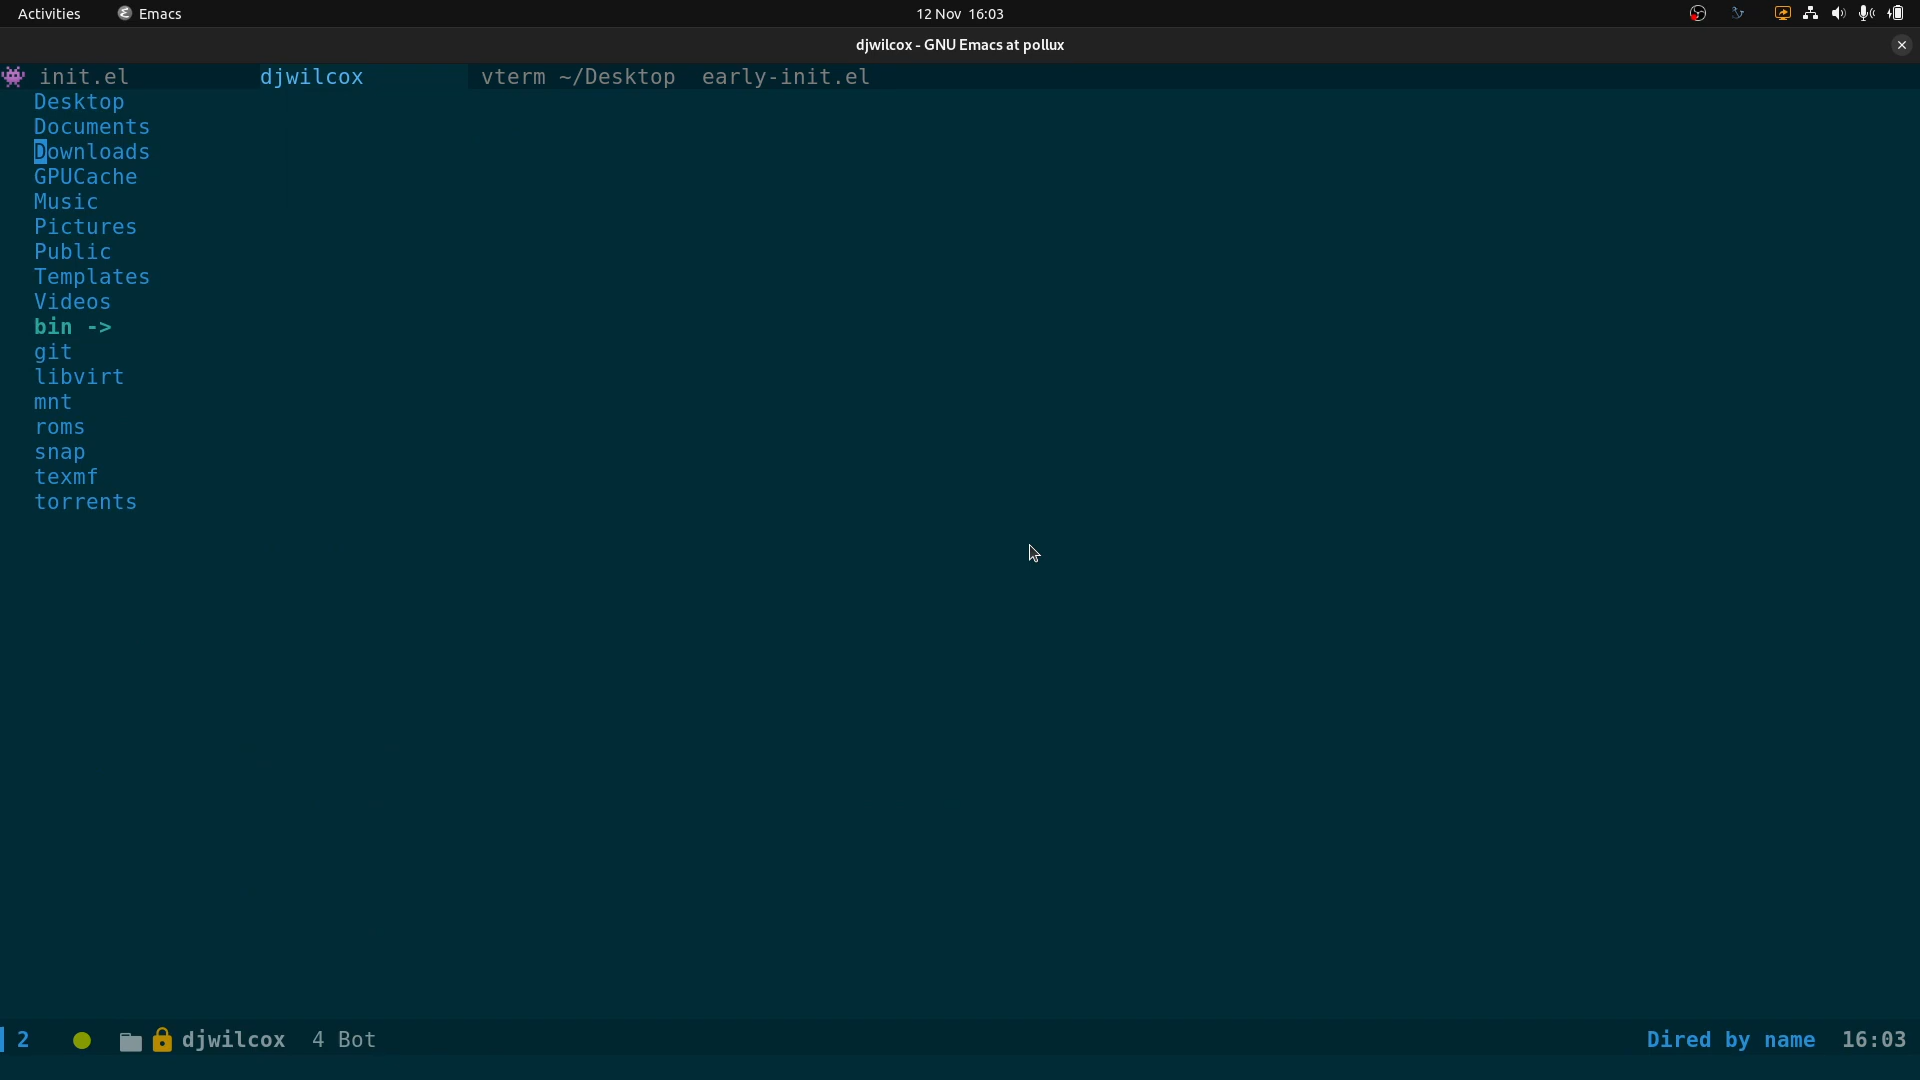 Activities Emacs 12 Nov 16:03
djwilcox - GNU Emacs at pollux
init.el djwilcox vterm ~/Desktop early-init.el
Desktop
Documents
Downloads
GPUCache
Music
Pictures
Public
Templates
Videos
bin ->
git
libvirt
mnt
roms
snap
texmf
torrents
2 djwilcox 4 Bot Dired by name 16:03